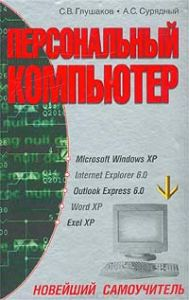 С.В. Глушаков • А.С. Сурядный
ПЕРСОНАЛЬНЫЙ
КОМПЬЮТЕР
Microsoft Windows XP
Internet Explorer 6.0
Outlook Express 6.0
Word XP
Exel XP
НОВЕЙШИЙ САМОУЧИТЕЛЬ